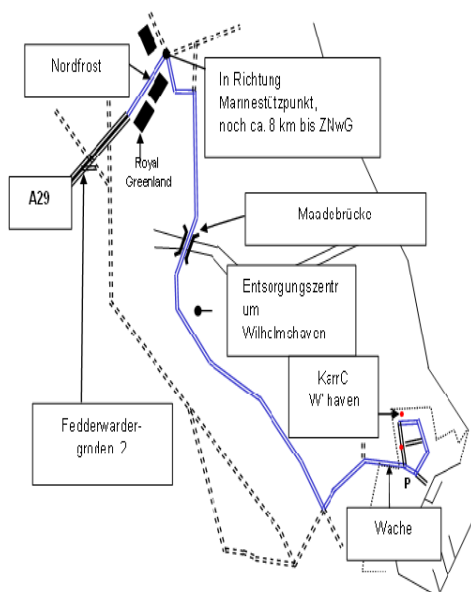 Nordfrost
In Richtung
Marinestützpunkt,
noch ca. 8 km bis ZNwG
Royal
Greenland
A29
Maadebrücke
Entsorgungszentr
um
Wilhelmshaven
KarrC
W'haven
Fedderwarder-
groden 2
P
Wache